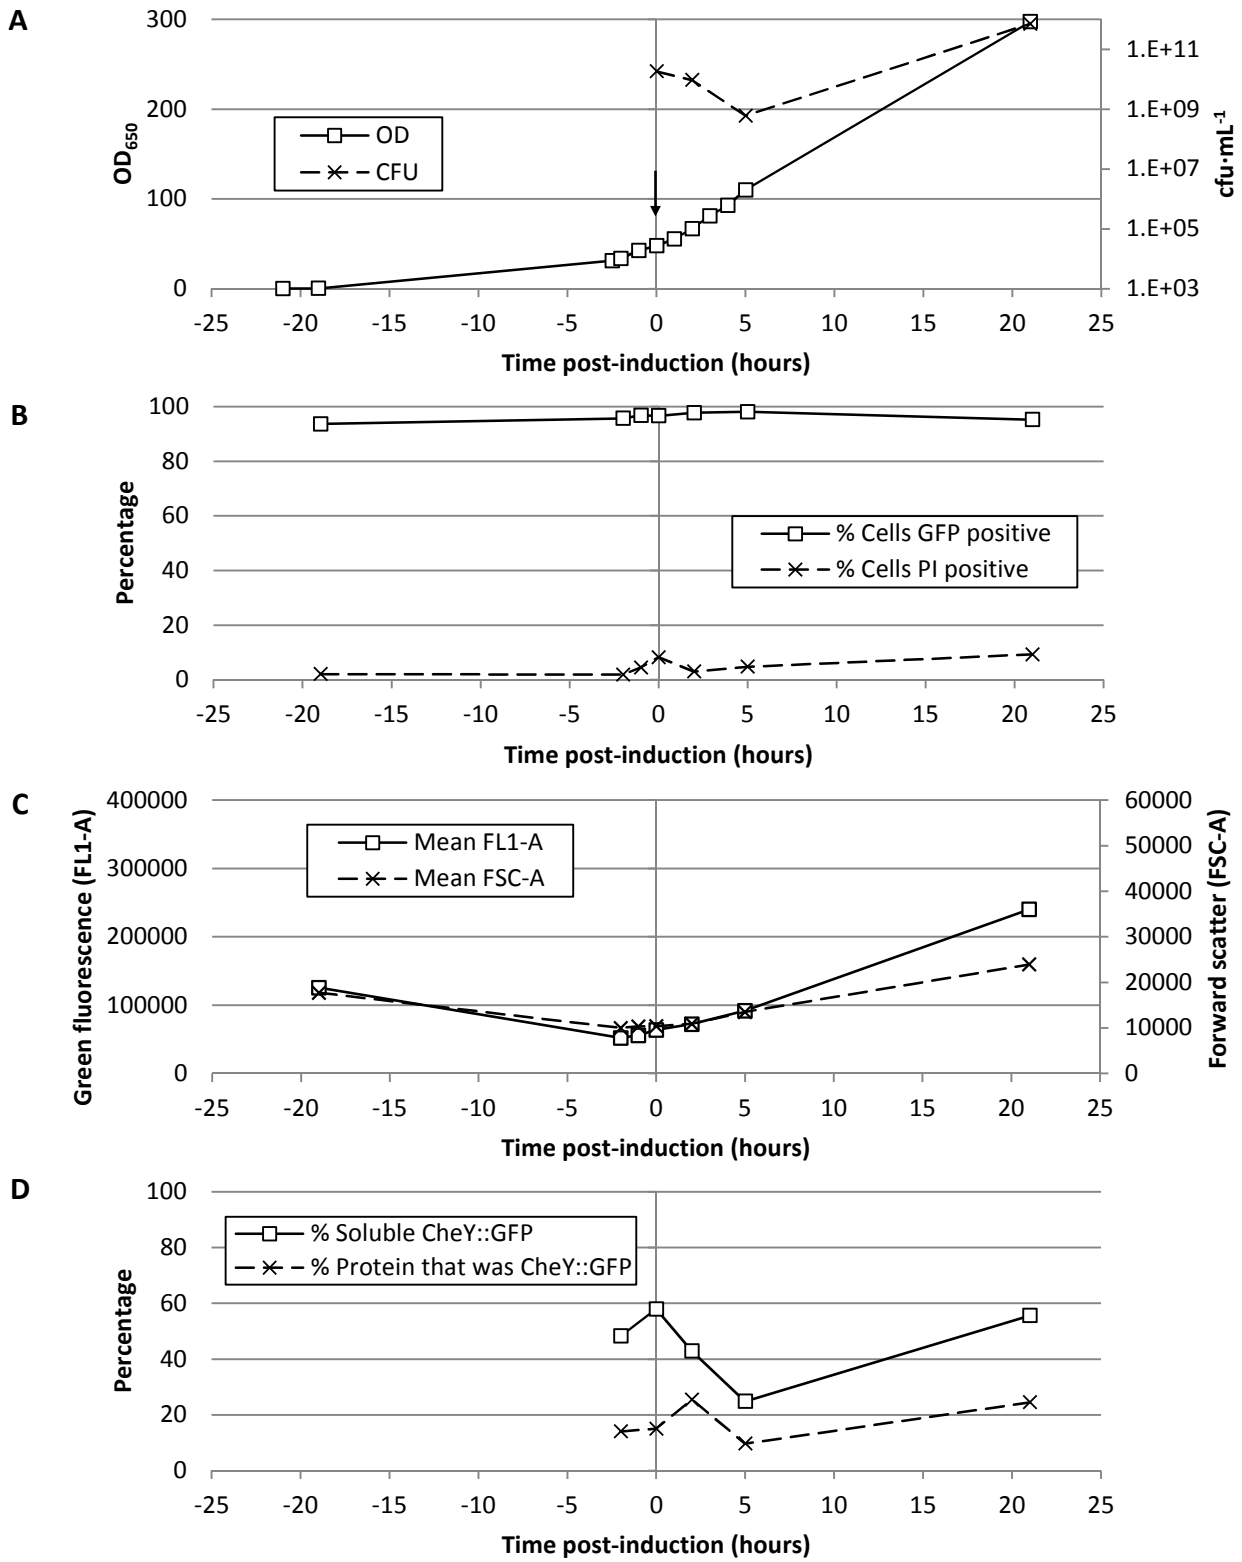 A
300
200
100
0
OD650
OD
CFU
1.E+11
1.E+09
1.E+07
1.E+05
1.E+03
cfu·mL-1
-25 -20 -15 -10 -5 0 5 10 15 20 25
Time post-induction (hours)
B
100
80
60
40
20
0
Percentage
% Cells GFP positive
% Cells PI positive
-25 -20 -15 -10 -5 0 5 10 15 20 25
Time post-induction (hours)
C
400000
300000
200000
100000
0
Green fluorescence (FL1-A)
Mean FL1-A
Mean FSC-A
60000
50000
40000
30000
20000
10000
0
Forward scatter (FSC-A)
-25 -20 -15 -10 -5 0 5 10 15 20 25
Time post-induction (hours)
D
100
80
60
40
20
0
Percentage
% Soluble CheY::GFP
% Protein that was CheY::GFP
-25 -20 -15 -10 -5 0 5 10 15 20 25
Time post-induction (hours)